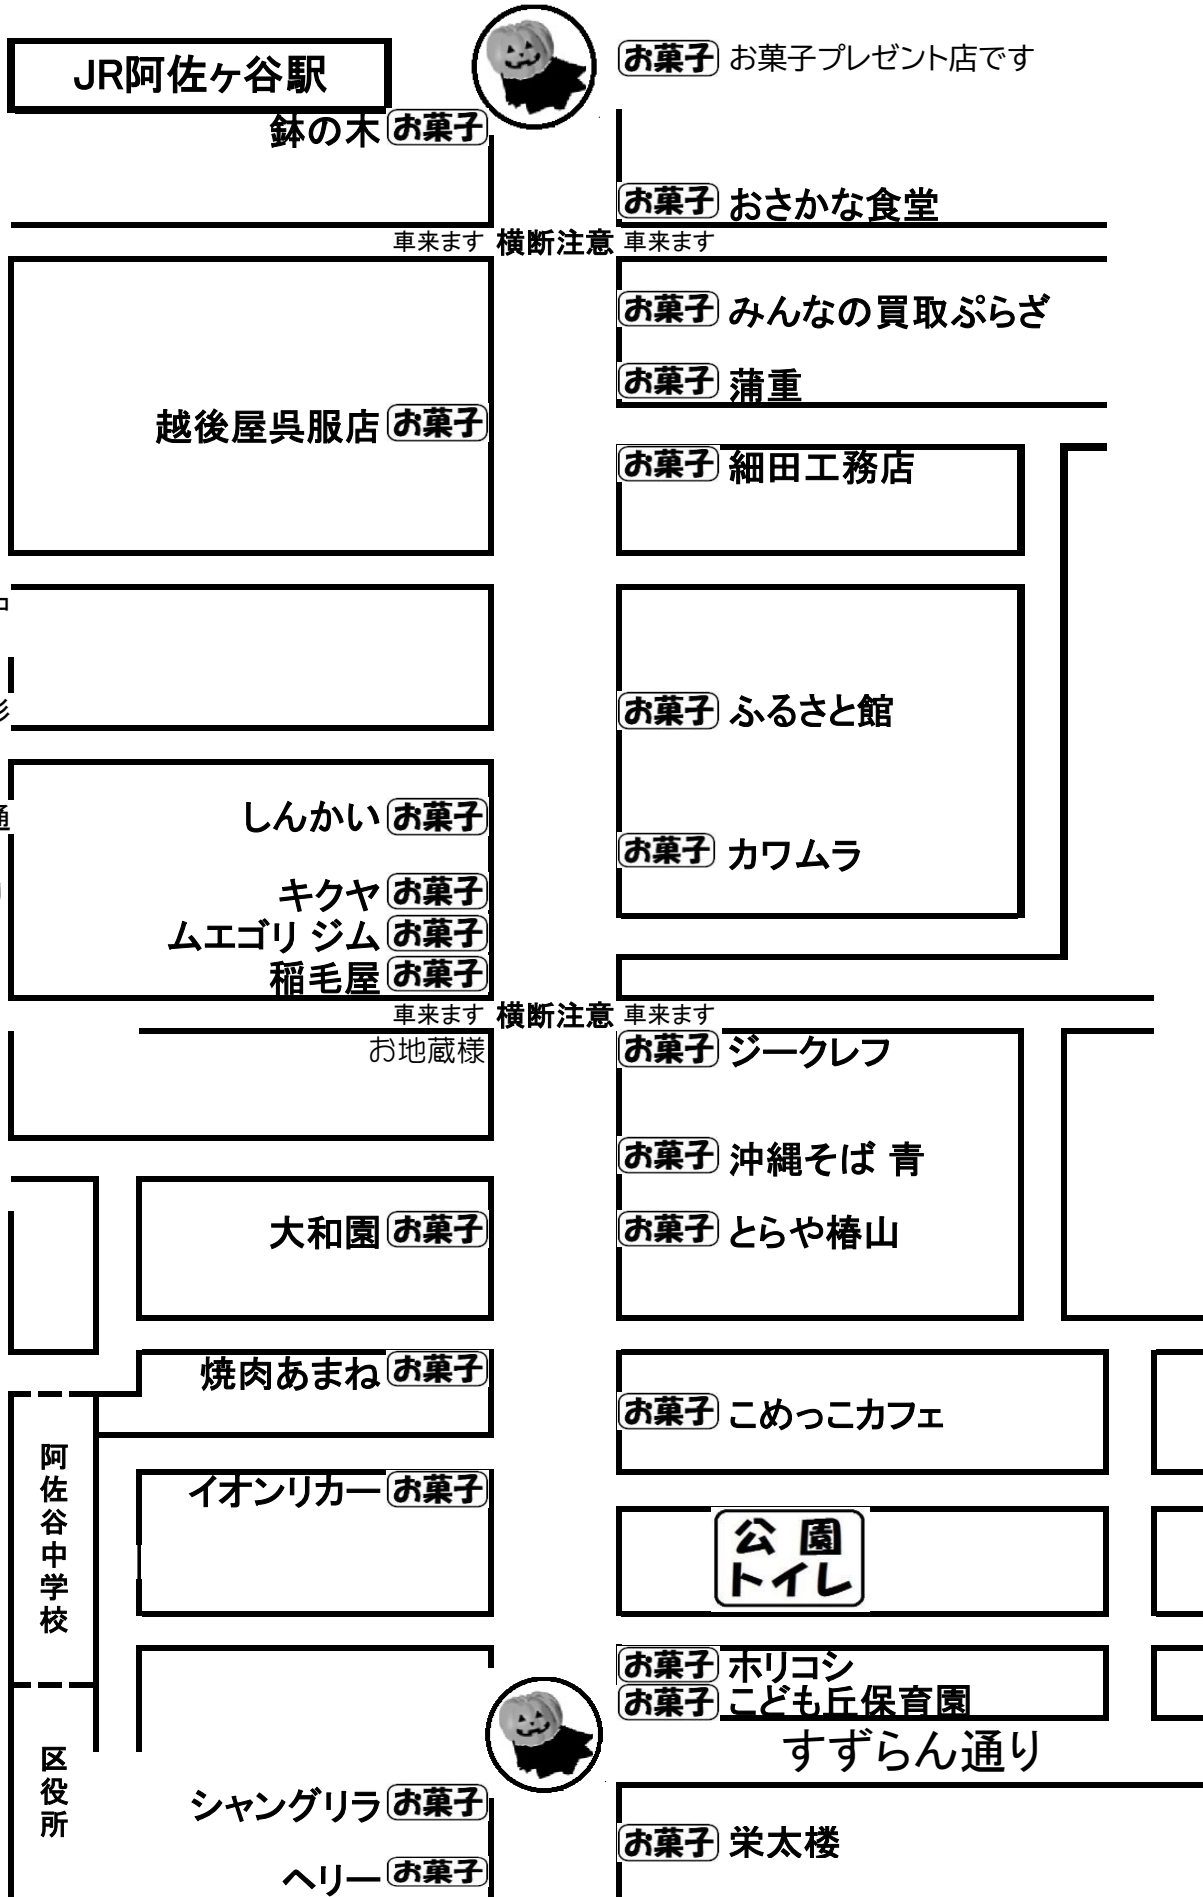 JR阿佐ヶ谷駅
お菓子 お菓子プレゼント店です
鉢の木 お菓子
お菓子 おさかな食堂
車来ます 横断注意 車来ます
お菓子 みんなの買取ぷらざ
お菓子 蒲重
越後屋呉服店 お菓子
お菓子 細田工務店
お菓子 ふるさと館
しんかい お菓子
お菓子 カワムラ
キクヤ お菓子
ムエゴリ ジム お菓子
稲毛屋 お菓子
車来ます 横断注意 車来ます
お地蔵様
お菓子 ジークレフ
お菓子 沖縄そば 青
大和園 お菓子
お菓子 とらや椿山
焼肉あまね お菓子
お菓子 こめっこカフェ
阿佐谷中学校
イオンリカー お菓子
公園
トイレ
お菓子 ホリコシ
お菓子 こども丘保育園
すずらん通り
区役所
シャングリラ お菓子
お菓子 栄太楼
ヘリー お菓子